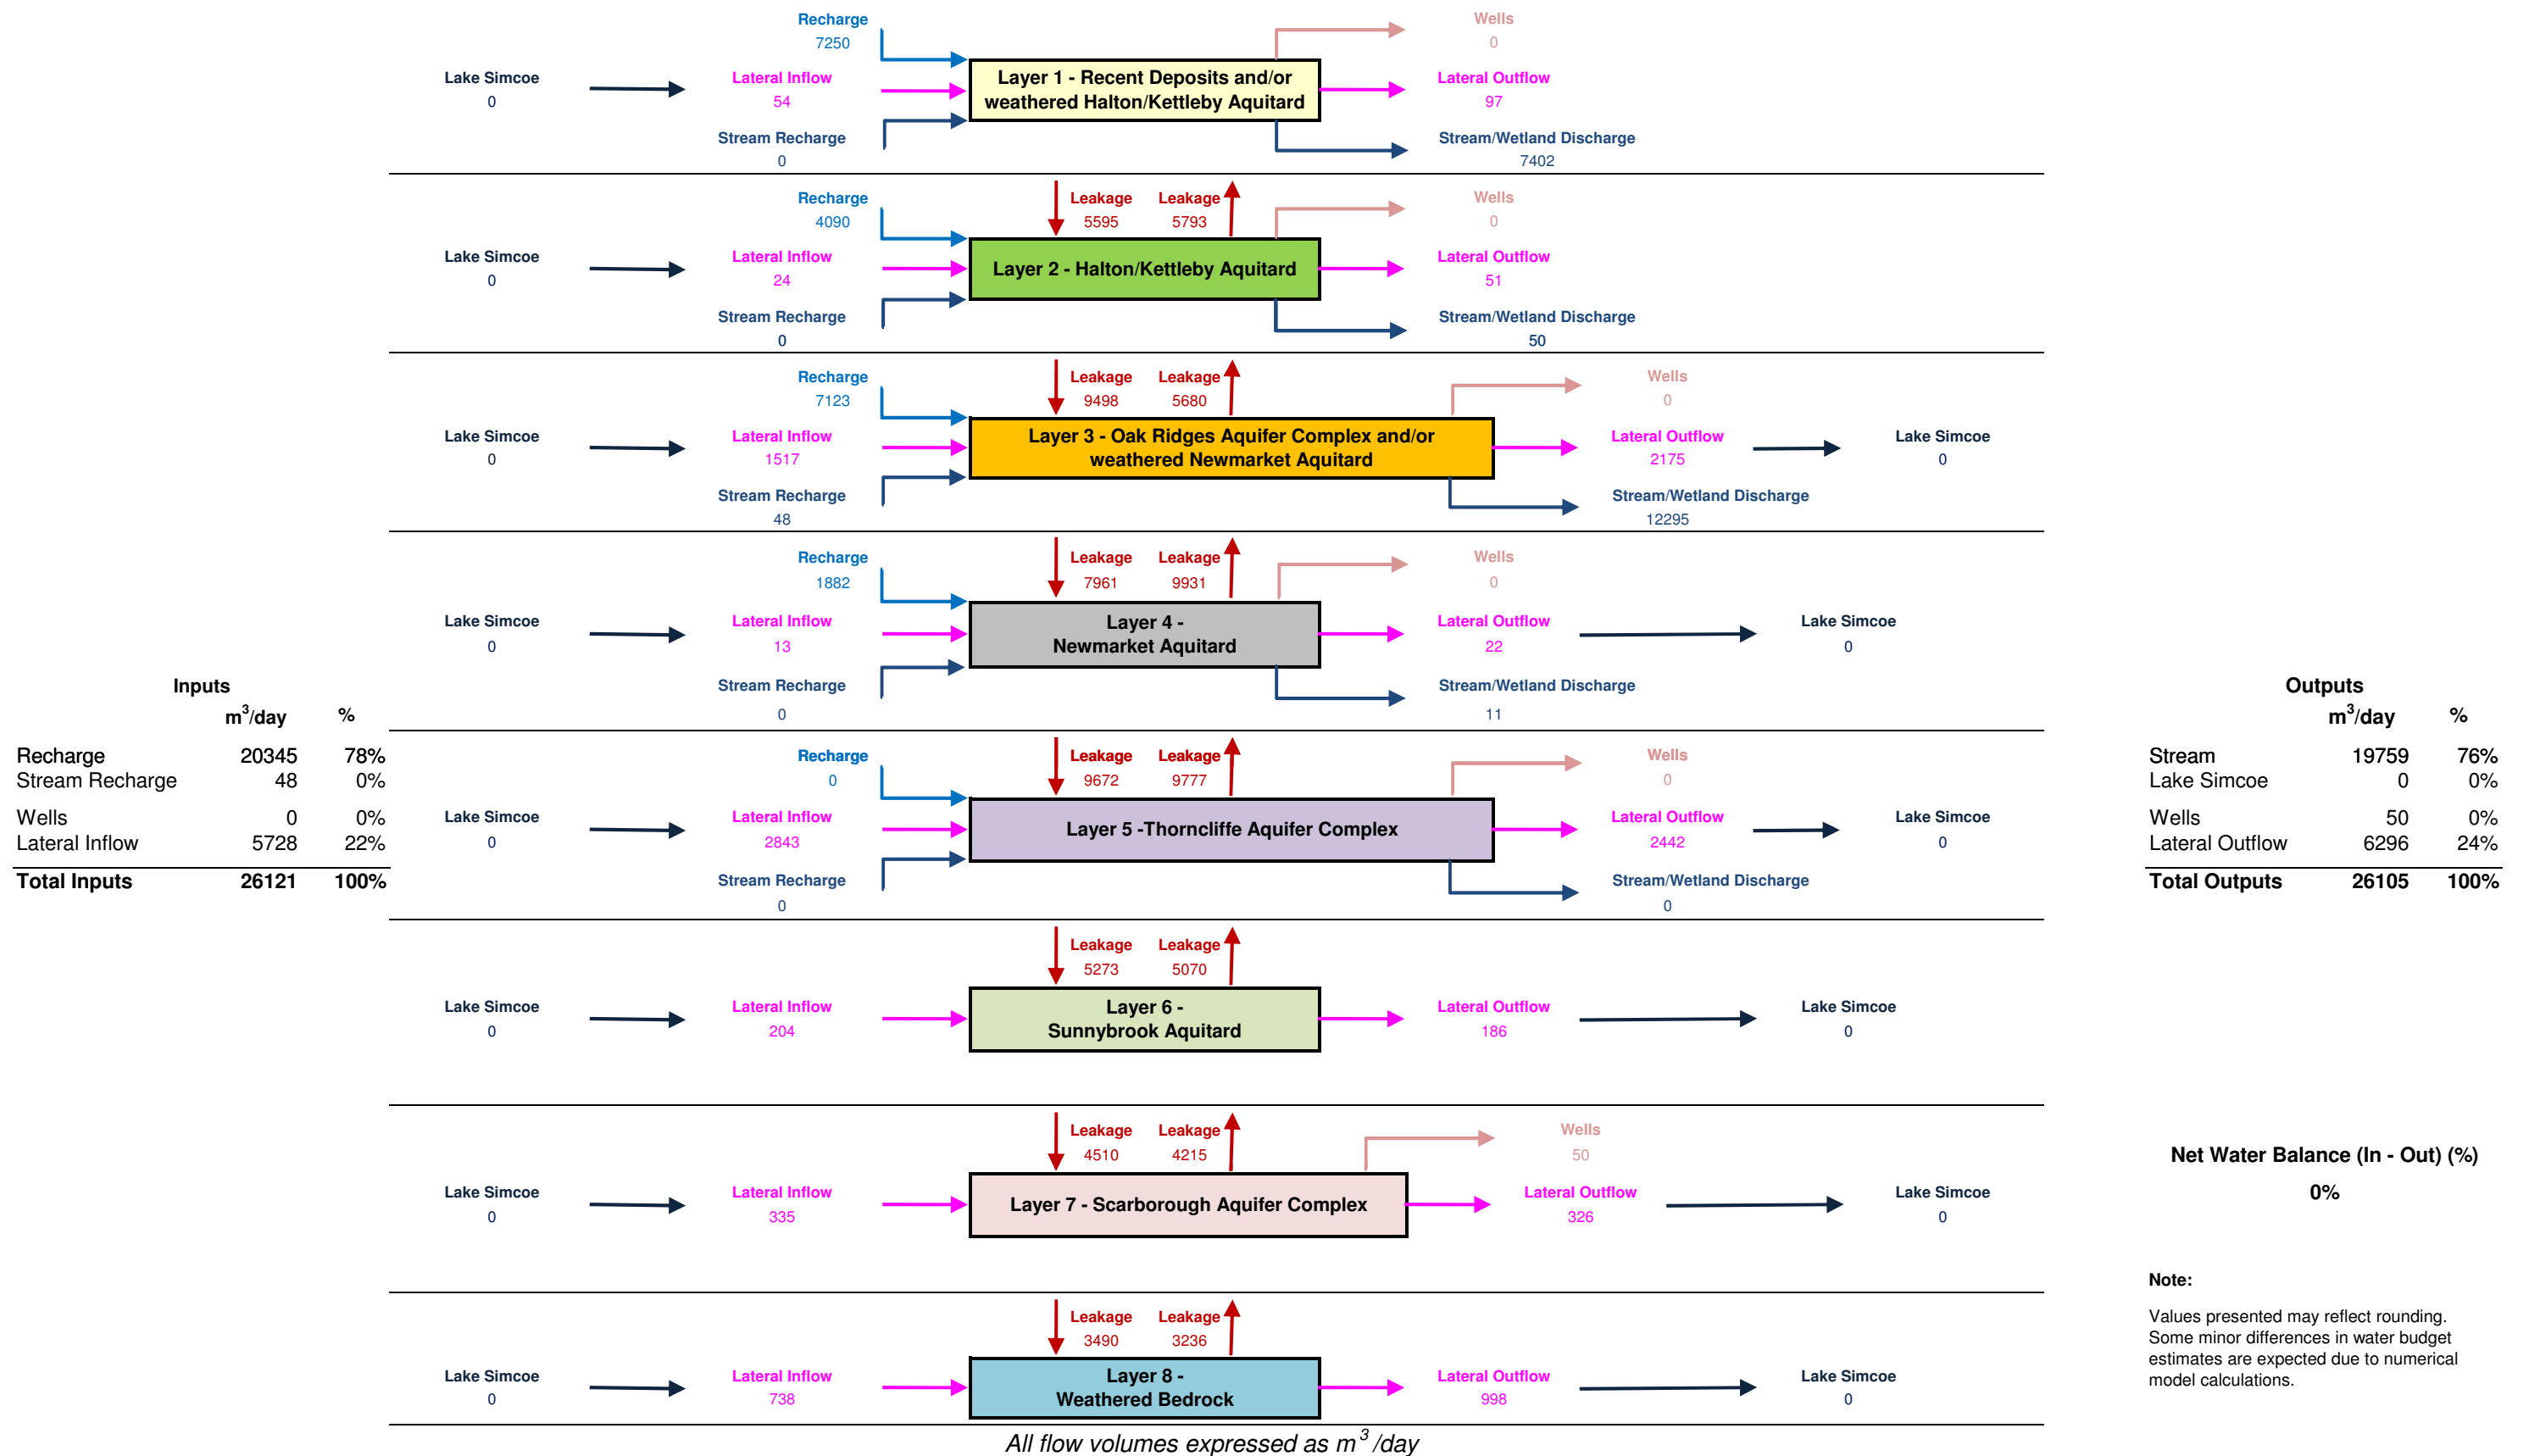 Recharge
7250
Wells
0
Lake Simcoe
0
Lateral Inflow
54
Layer 1 - Recent Deposits and/or
weathered Halton/Kettleby Aquitard
Lateral Outflow
97
Stream Recharge
0
Stream/Wetland Discharge
7402
Recharge
4090
Leakage
5595
Leakage
5793
Wells
0
Lake Simcoe
0
Lateral Inflow
24
Layer 2 - Halton/Kettleby Aquitard
Lateral Outflow
51
Stream Recharge
0
Stream/Wetland Discharge
50
Recharge
7123
Leakage
9498
Leakage
5680
Wells
0
Lake Simcoe
0
Lateral Inflow
1517
Layer 3 - Oak Ridges Aquifer Complex and/or
weathered Newmarket Aquitard
Lateral Outflow
2175
Lake Simcoe
0
Stream Recharge
48
Stream/Wetland Discharge
12295
Recharge
1882
Leakage
7961
Leakage
9931
Wells
0
Lake Simcoe
0
Lateral Inflow
13
Layer 4 -
Newmarket Aquitard
Lateral Outflow
22
Lake Simcoe
0
Stream Recharge
0
Stream/Wetland Discharge
11
Inputs
m³/day %
Recharge 20345 78%
Stream Recharge 48 0%
Wells 0 0%
Lateral Inflow 5728 22%
Total Inputs 26121 100%
Recharge
0
Leakage
9672
Leakage
9777
Wells
0
Lake Simcoe
0
Lateral Inflow
2843
Layer 5 -Thorncliffe Aquifer Complex
Lateral Outflow
2442
Lake Simcoe
0
Stream Recharge
0
Stream/Wetland Discharge
0
Outputs
m³/day %
Stream 19759 76%
Lake Simcoe 0 0%
Wells 50 0%
Lateral Outflow 6296 24%
Total Outputs 26105 100%
Leakage
5273
Leakage
5070
Lake Simcoe
0
Lateral Inflow
204
Layer 6 -
Sunnybrook Aquitard
Lateral Outflow
186
Lake Simcoe
0
Leakage
4510
Leakage
4215
Wells
50
Lake Simcoe
0
Lateral Inflow
335
Layer 7 - Scarborough Aquifer Complex
Lateral Outflow
326
Lake Simcoe
0
Net Water Balance (In - Out) (%)
0%
Leakage
3490
Leakage
3236
Lake Simcoe
0
Lateral Inflow
738
Layer 8 -
Weathered Bedrock
Lateral Outflow
998
Lake Simcoe
0
Note:
Values presented may reflect rounding.
Some minor differences in water budget
estimates are expected due to numerical
model calculations.
All flow volumes expressed as m³/day